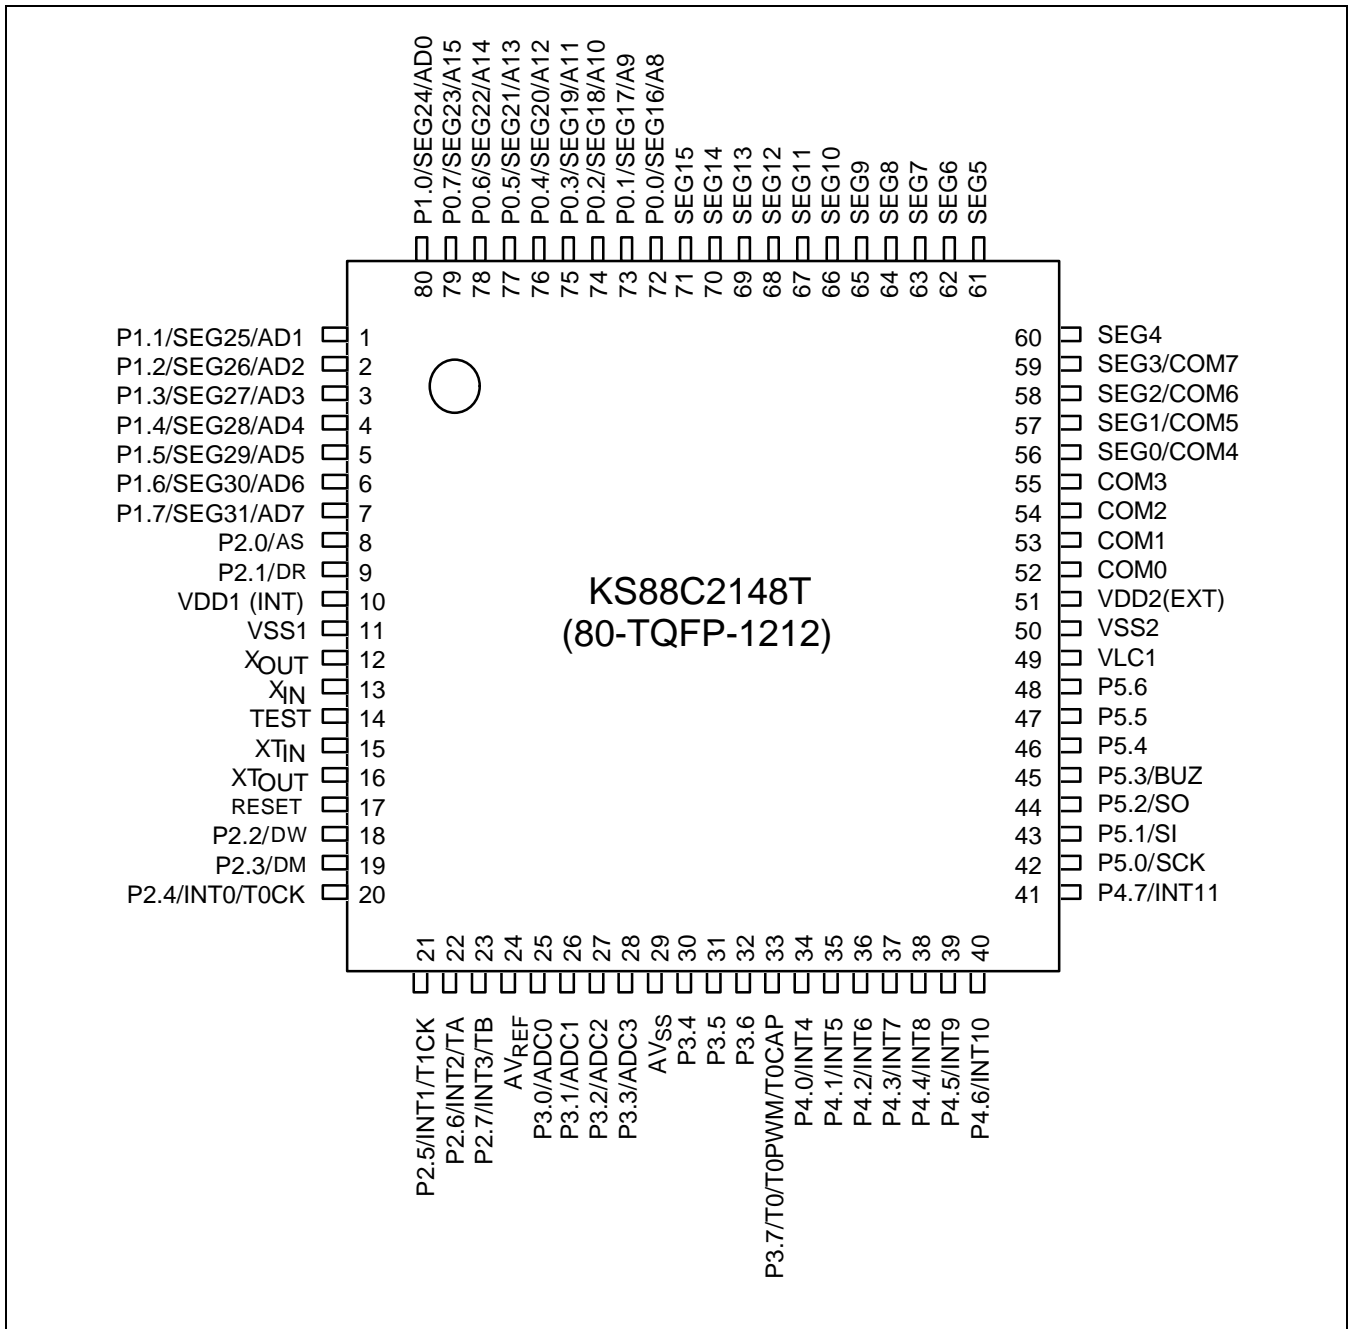 P1.0/SEG24/AD0
P0.7/SEG23/A15
P0.6/SEG22/A14
P0.5/SEG21/A13
P0.4/SEG20/A12
P0.3/SEG19/A11
P0.2/SEG18/A10
P0.1/SEG17/A9
P0.0/SEG16/A8
SEG15
SEG14
SEG13
SEG12
SEG11
SEG10
SEG9
SEG8
SEG7
SEG6
SEG5
80
79
78
77
76
75
74
73
72
71
70
69
68
67
66
65
64
63
62
61
P1.1/SEG25/AD1 1
P1.2/SEG26/AD2 2
P1.3/SEG27/AD3 3
P1.4/SEG28/AD4 4
P1.5/SEG29/AD5 5
P1.6/SEG30/AD6 6
P1.7/SEG31/AD7 7
P2.0/AS 8
P2.1/DR 9
VDD1 (INT) 10
VSS1 11
XOUT 12
XIN 13
TEST 14
XTIN 15
XTOUT 16
RESET 17
P2.2/DW 18
P2.3/DM 19
P2.4/INT0/T0CK 20
KS88C2148T
(80-TQFP-1212)
60 SEG4
59 SEG3/COM7
58 SEG2/COM6
57 SEG1/COM5
56 SEG0/COM4
55 COM3
54 COM2
53 COM1
52 COM0
51 VDD2(EXT)
50 VSS2
49 VLC1
48 P5.6
47 P5.5
46 P5.4
45 P5.3/BUZ
44 P5.2/SO
43 P5.1/SI
42 P5.0/SCK
41 P4.7/INT11
21
22
23
24
25
26
27
28
29
30
31
32
33
34
35
36
37
38
39
40
P2.5/INT1/T1CK
P2.6/INT2/TA
P2.7/INT3/TB
AVREF
P3.0/ADC0
P3.1/ADC1
P3.2/ADC2
P3.3/ADC3
AVSS
P3.4
P3.5
P3.6
P3.7/T0/T0PWM/T0CAP
P4.0/INT4
P4.1/INT5
P4.2/INT6
P4.3/INT7
P4.4/INT8
P4.5/INT9
P4.6/INT10